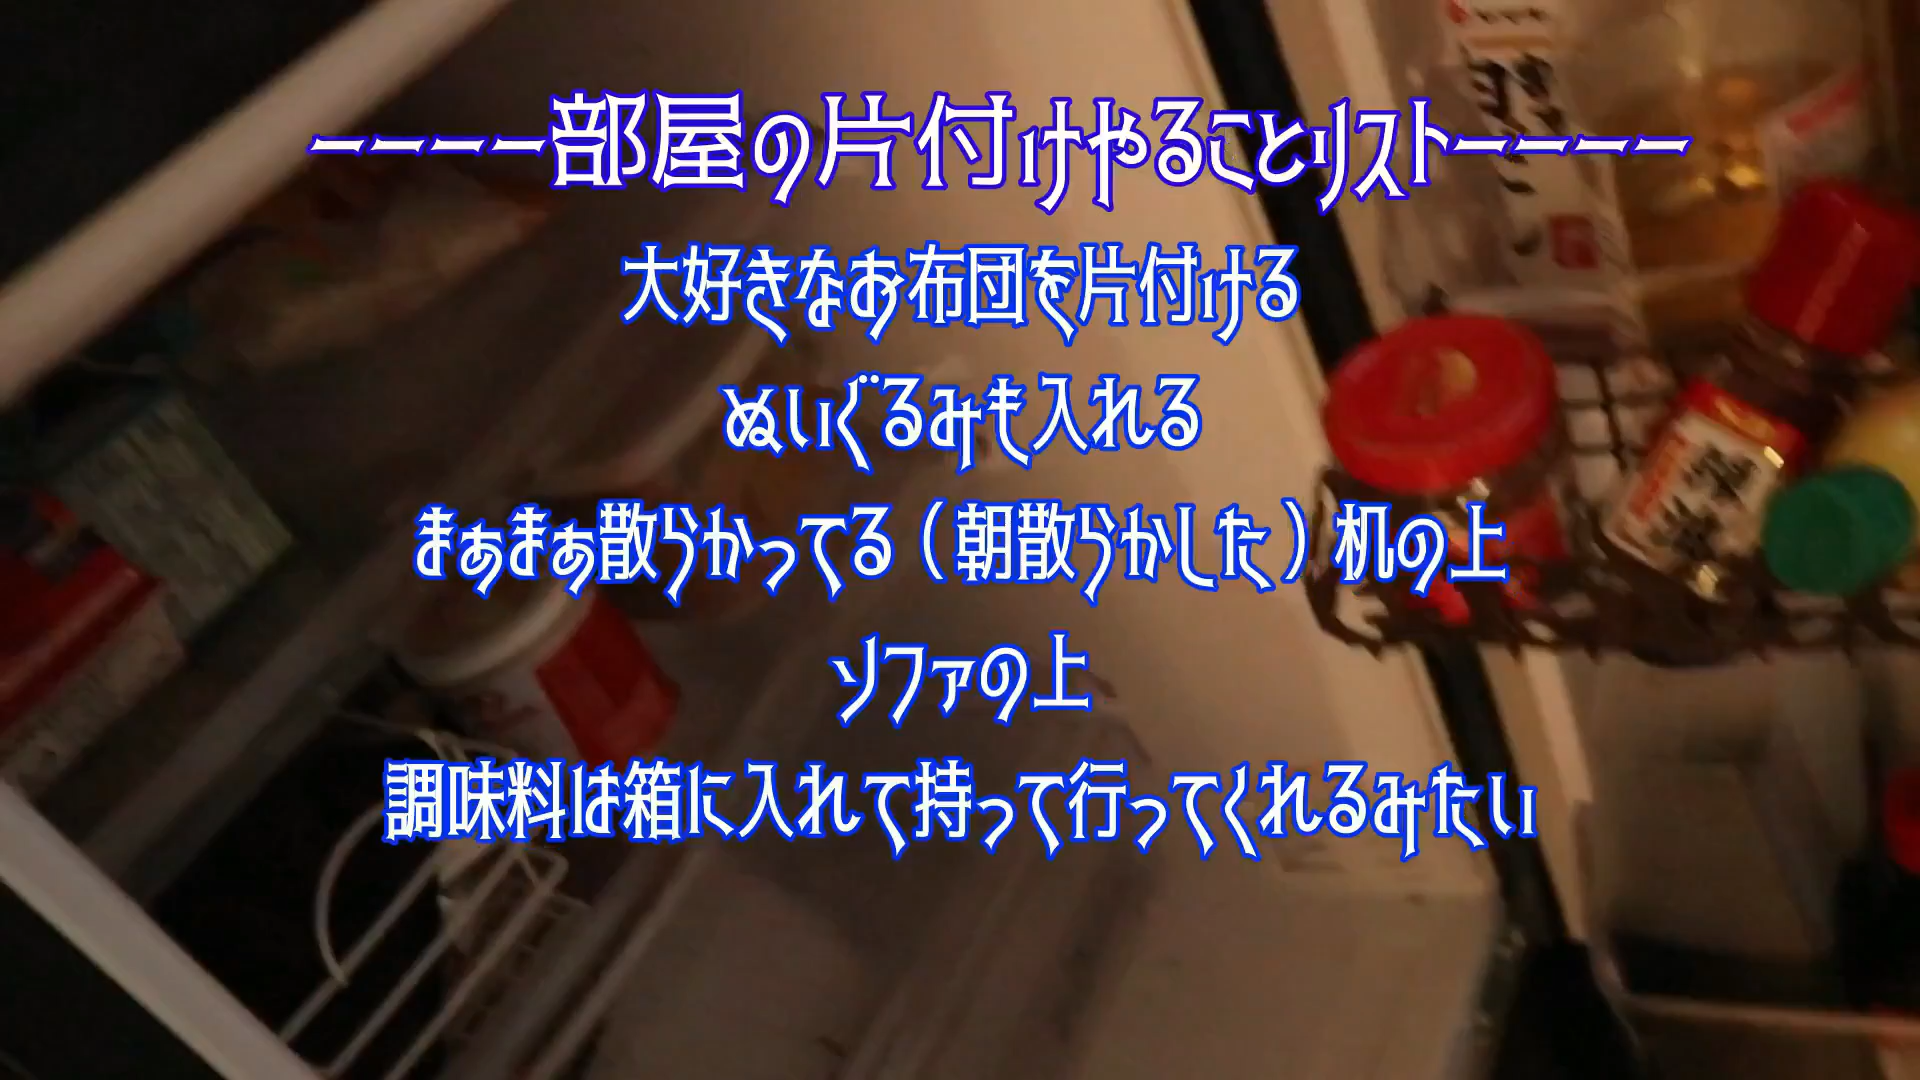 ーーーー部屋の片付けやることリストーーーー
大好きなお布団を片付ける
ぬいぐるみも入れる
まぁまぁ散らかってる（朝散らかした）机の上
ソファの上
調味料は箱に入れて持って行ってくれるみたい